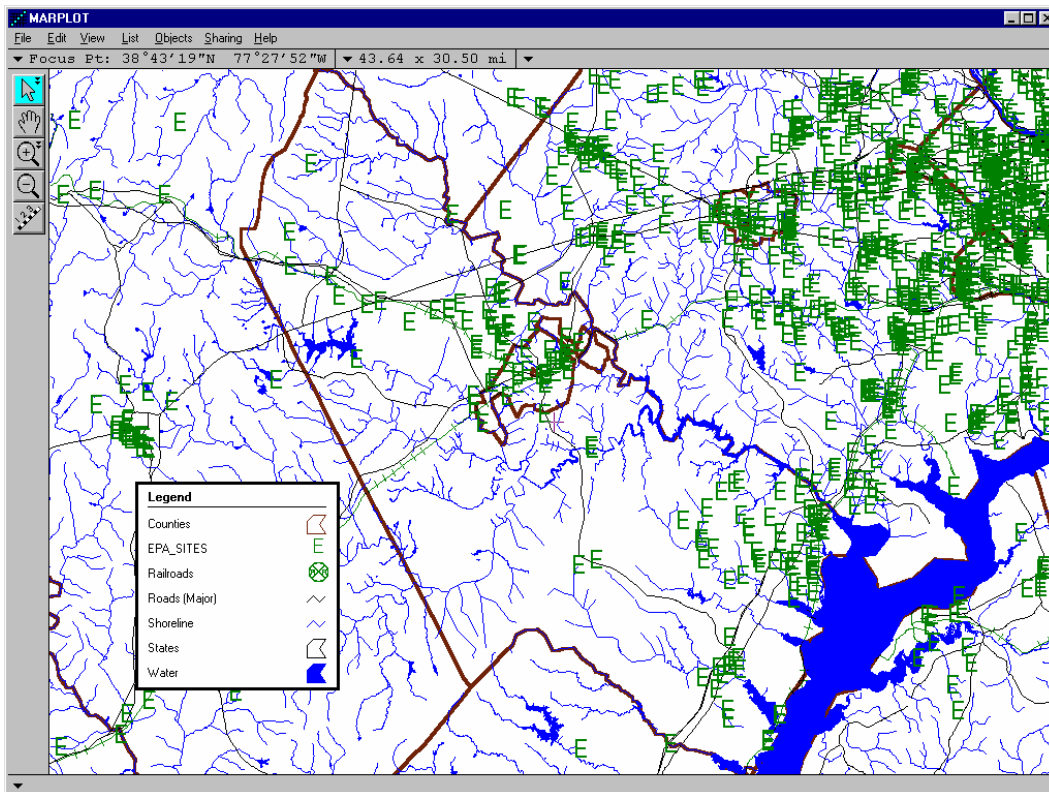 MARPLOT
File Edit View List Objects Sharing Help
Focus Pt: 38°43'19"N 77°27'52"W 43.64 x 30.50 mi
Legend
Counties
EPA_SITES E
Railroads
Roads (Major)
Shoreline
States
Water